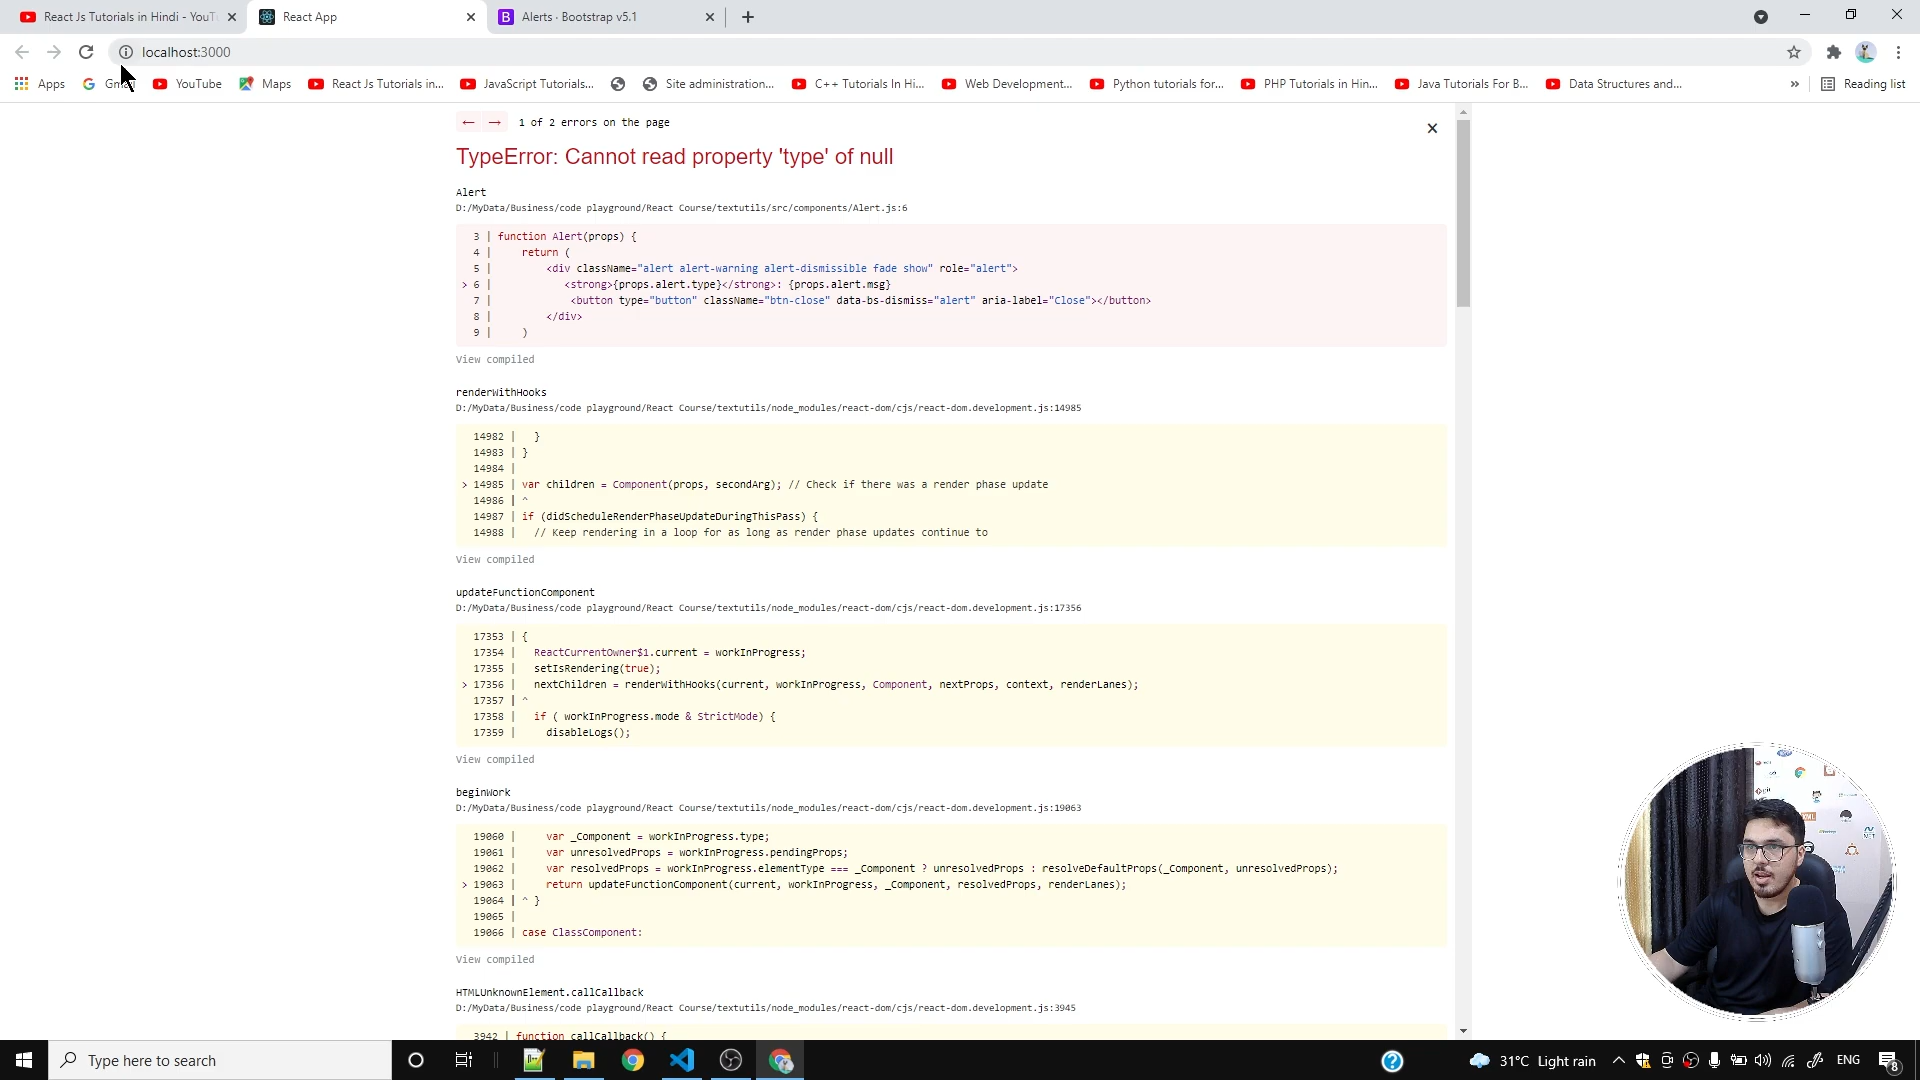 React Js Tutorials in Hindi - YouT
React App
Alerts · Bootstrap v5.1
localhost:3000
Apps
YouTube
Maps
React Js Tutorials in...
JavaScript Tutorials...
Site administration...
C++ Tutorials In Hi...
Web Development...
Python tutorials for...
PHP Tutorials in Hin...
Java Tutorials For B...
Data Structures and...
»
Reading list
← → 1 of 2 errors on the page
TypeError: Cannot read property 'type' of null
Alert
D:/MyData/Business/code playground/React Course/textutils/src/components/Alert.js:6
3 | function Alert(props) {
4 | return (
5 | <div className="alert alert-warning alert-dismissible fade show" role="alert">
> 6 | <strong>{props.alert.type}</strong>: {props.alert.msg}
7 | <button type="button" className="btn-close" data-bs-dismiss="alert" aria-label="Close"></button>
8 | </div>
9 | )
View compiled
renderWithHooks
D:/MyData/Business/code playground/React Course/textutils/node_modules/react-dom/cjs/react-dom.development.js:14985
14982 | }
14983 | }
14984 |
> 14985 | var children = Component(props, secondArg); // Check if there was a render phase update
14986 | ^
14987 | if (didScheduleRenderPhaseUpdateDuringThisPass) {
14988 | // Keep rendering in a loop for as long as render phase updates continue to
View compiled
updateFunctionComponent
D:/MyData/Business/code playground/React Course/textutils/node_modules/react-dom/cjs/react-dom.development.js:17356
17353 | {
17354 | ReactCurrentOwner$1.current = workInProgress;
17355 | setIsRendering(true);
> 17356 | nextChildren = renderWithHooks(current, workInProgress, Component, nextProps, context, renderLanes);
17357 | ^
17358 | if ( workInProgress.mode & StrictMode) {
17359 | disableLogs();
View compiled
beginWork
D:/MyData/Business/code playground/React Course/textutils/node_modules/react-dom/cjs/react-dom.development.js:19063
19060 | var _Component = workInProgress.type;
19061 | var unresolvedProps = workInProgress.pendingProps;
19062 | var resolvedProps = workInProgress.elementType === _Component ? unresolvedProps : resolveDefaultProps(_Component, unresolvedProps);
> 19063 | return updateFunctionComponent(current, workInProgress, _Component, resolvedProps, renderLanes);
19064 | ^ }
19065 |
19066 | case ClassComponent:
View compiled
HTMLUnknownElement.callCallback
D:/MyData/Business/code playground/React Course/textutils/node_modules/react-dom/cjs/react-dom.development.js:3945
3942 | function callCallback() {
Type here to search
31°C Light rain
ENG
8